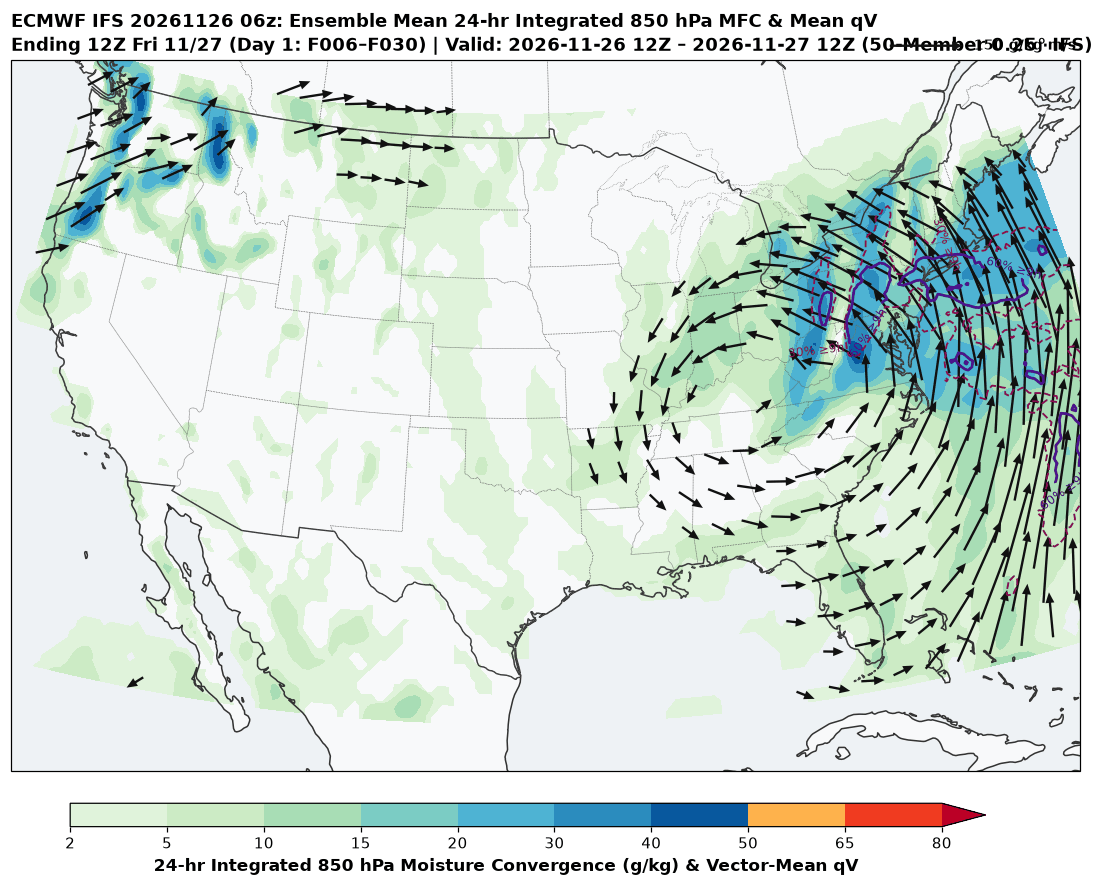 ECMWF IFS 20261126 06z: Ensemble Mean 24-hr Integrated 850 hPa MFC & Mean qV
Ending 12Z Fri 11/27 (Day 1: F006–F030) | Valid: 2026-11-26 12Z – 2026-11-27 12Z (50-Member 0.25° IFS)
60% ≥
30% ≥
2 5 10 15 20 30 40 50 65 80
24-hr Integrated 850 hPa Moisture Convergence (g/kg) & Vector-Mean qV